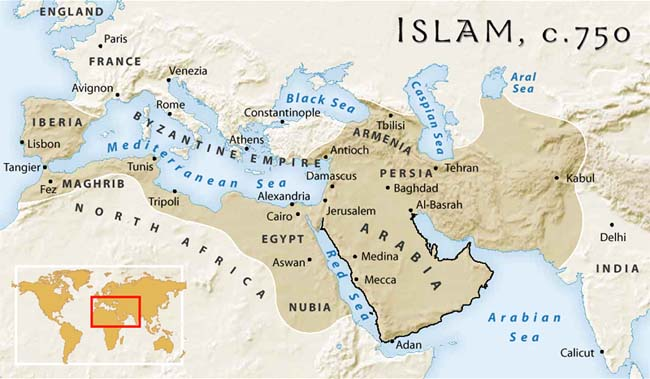 ENGLAND
ISLAM, c.750
Paris
FRANCE
Venezia
Avignon
Aral
Sea
Black Sea
Caspian Sea
Rome
Constantinople
IBERIA
BYZANTINE EMPIRE
Tbilisi
ARMENIA
Lisbon
Athens
Mediterranean Sea
Antioch
Tangier
Tunis
Tehran
PERSIA
Kabul
Fez
MAGHRIB
Damascus
Baghdad
Tripoli
Alexandria
Jerusalem
Al-Basrah
Cairo
NORTH AFRICA
ARABIA
Delhi
EGYPT
Medina
INDIA
Aswan
Red Sea
Mecca
NUBIA
Arabian
Sea
Adan
Calicut